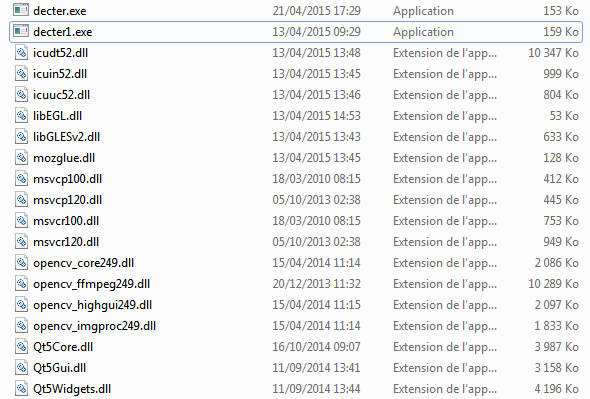 decter.exe 21/04/2015 17:29 Application 153 Ko
decter1.exe 13/04/2015 09:29 Application 159 Ko
icudt52.dll 13/04/2015 13:48 Extension de l'app... 10 347 Ko
icuin52.dll 13/04/2015 13:45 Extension de l'app... 999 Ko
icuuc52.dll 13/04/2015 13:46 Extension de l'app... 804 Ko
libEGL.dll 13/04/2015 14:53 Extension de l'app... 53 Ko
libGLESv2.dll 13/04/2015 13:43 Extension de l'app... 633 Ko
mozglue.dll 13/04/2015 13:45 Extension de l'app... 128 Ko
msvcp100.dll 18/03/2010 08:15 Extension de l'app... 412 Ko
msvcp120.dll 05/10/2013 02:38 Extension de l'app... 445 Ko
msvcr100.dll 18/03/2010 08:15 Extension de l'app... 753 Ko
msvcr120.dll 05/10/2013 02:38 Extension de l'app... 949 Ko
opencv_core249.dll 15/04/2014 11:14 Extension de l'app... 2 086 Ko
opencv_ffmpeg249.dll 20/12/2013 11:32 Extension de l'app... 10 289 Ko
opencv_highgui249.dll 15/04/2014 11:15 Extension de l'app... 2 097 Ko
opencv_imgproc249.dll 15/04/2014 11:14 Extension de l'app... 1 833 Ko
Qt5Core.dll 16/10/2014 09:07 Extension de l'app... 3 987 Ko
Qt5Gui.dll 11/09/2014 13:41 Extension de l'app... 3 158 Ko
Qt5Widgets.dll 11/09/2014 13:44 Extension de l'app... 4 196 Ko